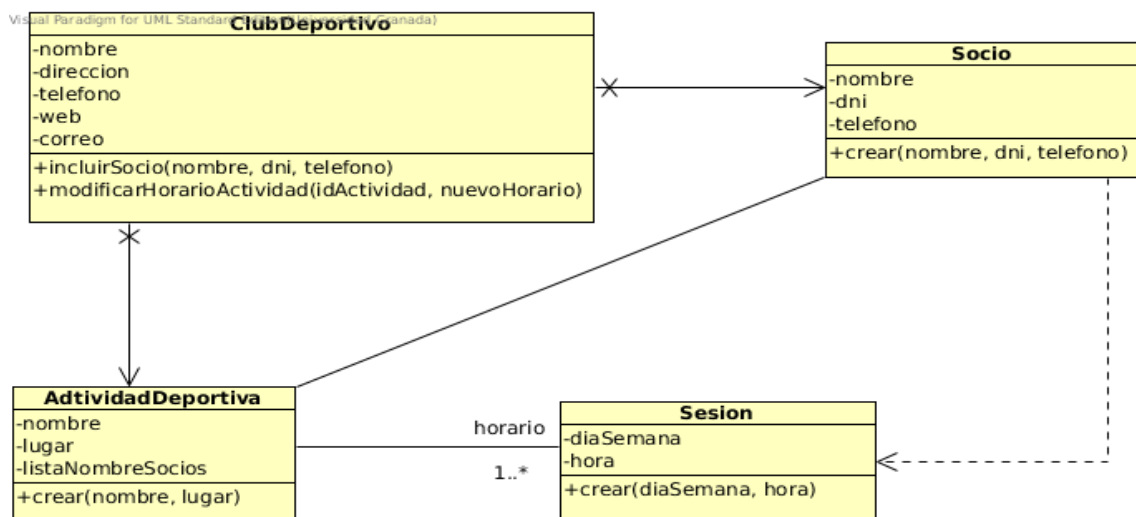 Visual Paradigm for UML Standard Granada)
ClubDeportivo
-nombre
-direccion
-telefono
-web
-correo
+incluirSocio(nombre, dni, telefono)
+modificarHorarioActividad(idActividad, nuevoHorario)
Socio
-nombre
-dni
-telefono
+crear(nombre, dni, telefono)
AdtividadDeportiva
-nombre
-lugar
-listaNombreSocios
+crear(nombre, lugar)
horario
1..*
Sesion
-diaSemana
-hora
+crear(diaSemana, hora)